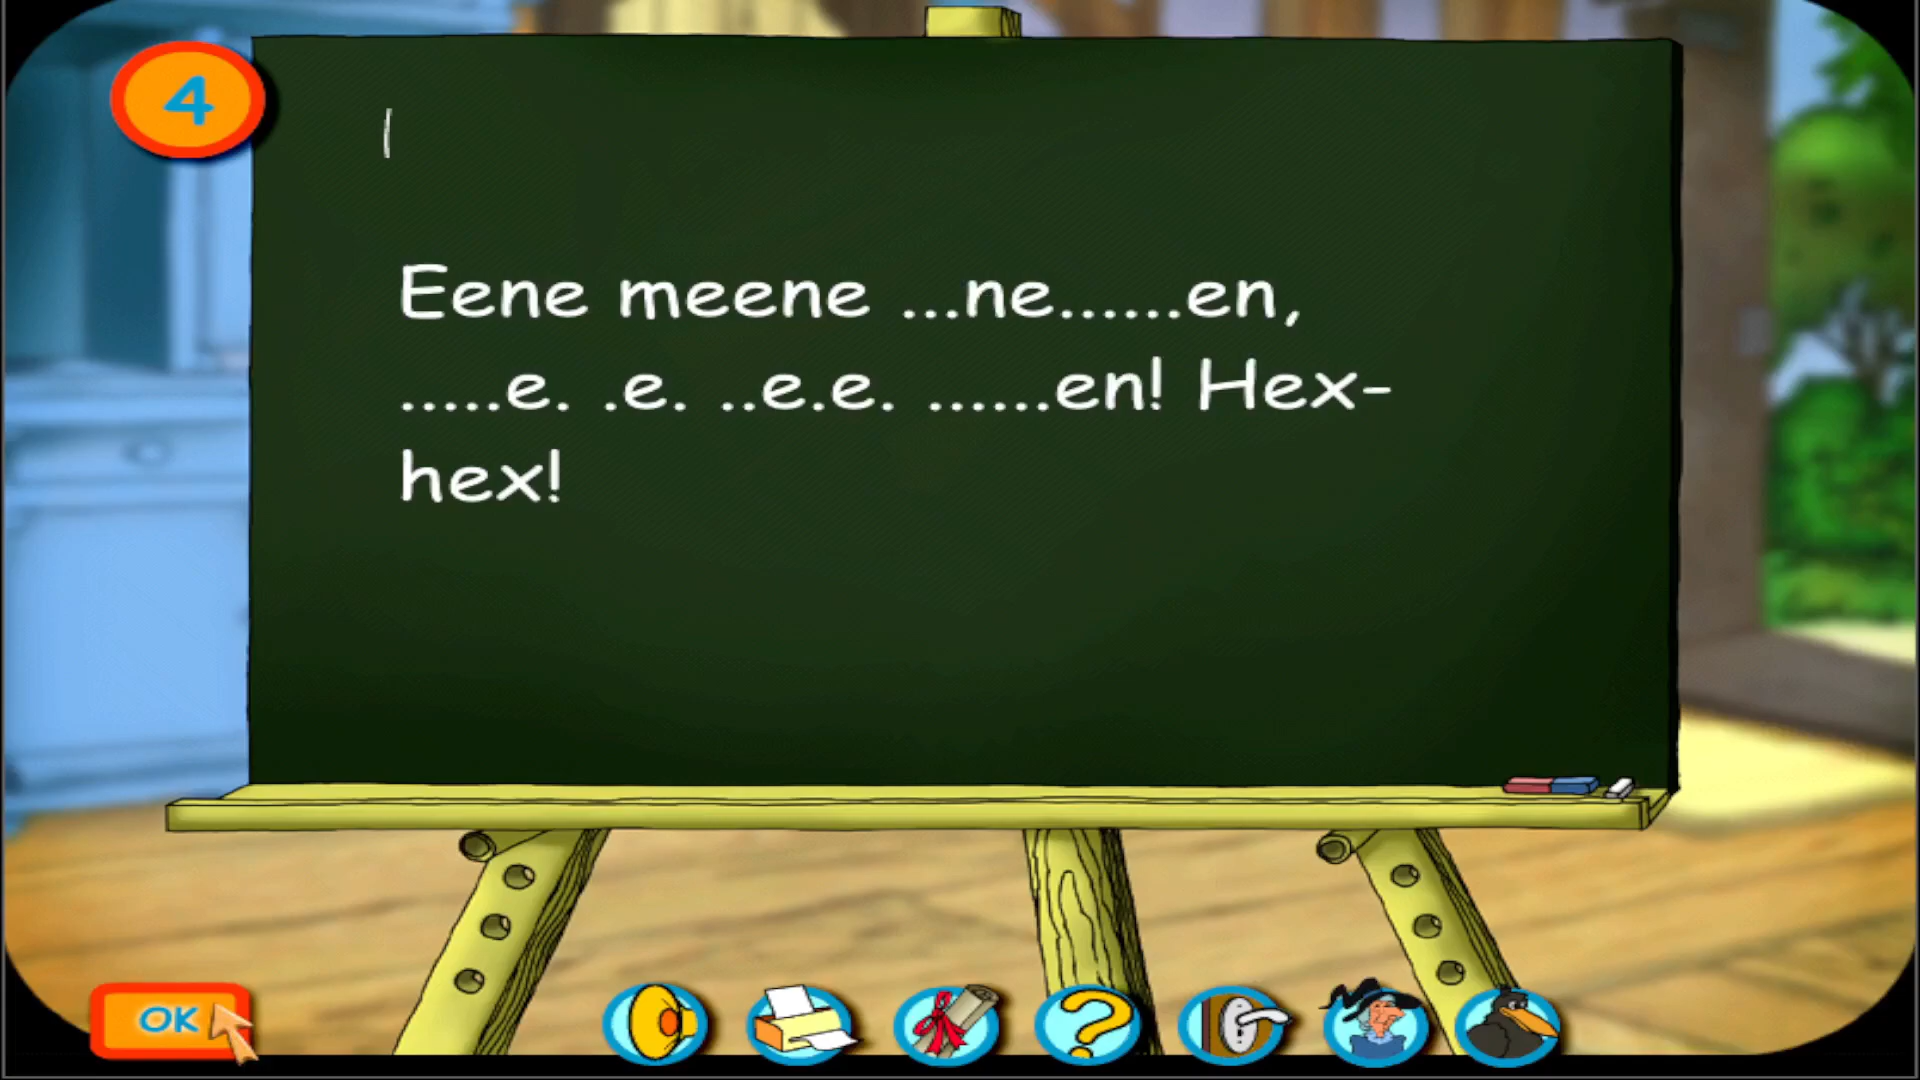 4
Eene meene ...ne......en,
.....e. .e. ..e.e. ......en! Hex-
hex!
OK